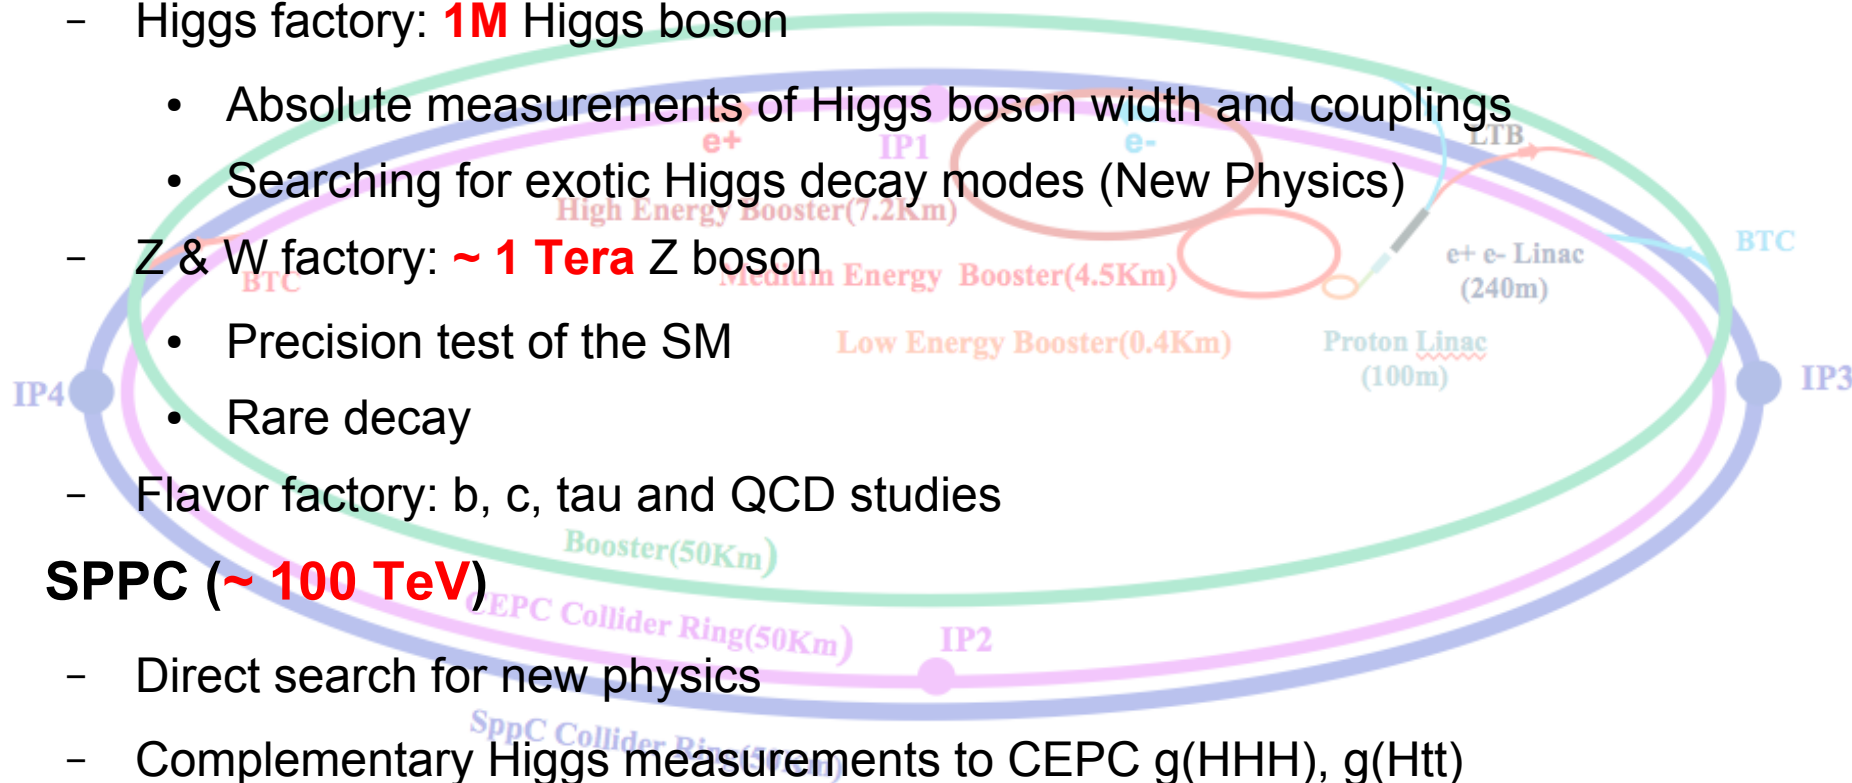 – Higgs factory: 1M Higgs boson
• Absolute measurements of Higgs boson width and couplings
e+
IP1
e-
LTB
• Searching for exotic Higgs decay modes (New Physics)
High Energy Booster(7.2Km)
– Z & W factory: ~ 1 Tera Z boson
BTC
e+ e- Linac
(240m)
BTC
Medium Energy Booster(4.5Km)
• Precision test of the SM
Low Energy Booster(0.4Km)
Proton Linac
(100m)
IP4
IP3
• Rare decay
– Flavor factory: b, c, tau and QCD studies
Booster(50Km)
SPPC (~ 100 TeV)
CEPC Collider Ring(50Km)
IP2
– Direct search for new physics
SppC Collider Ring(50Km)
– Complementary Higgs measurements to CEPC g(HHH), g(Htt)